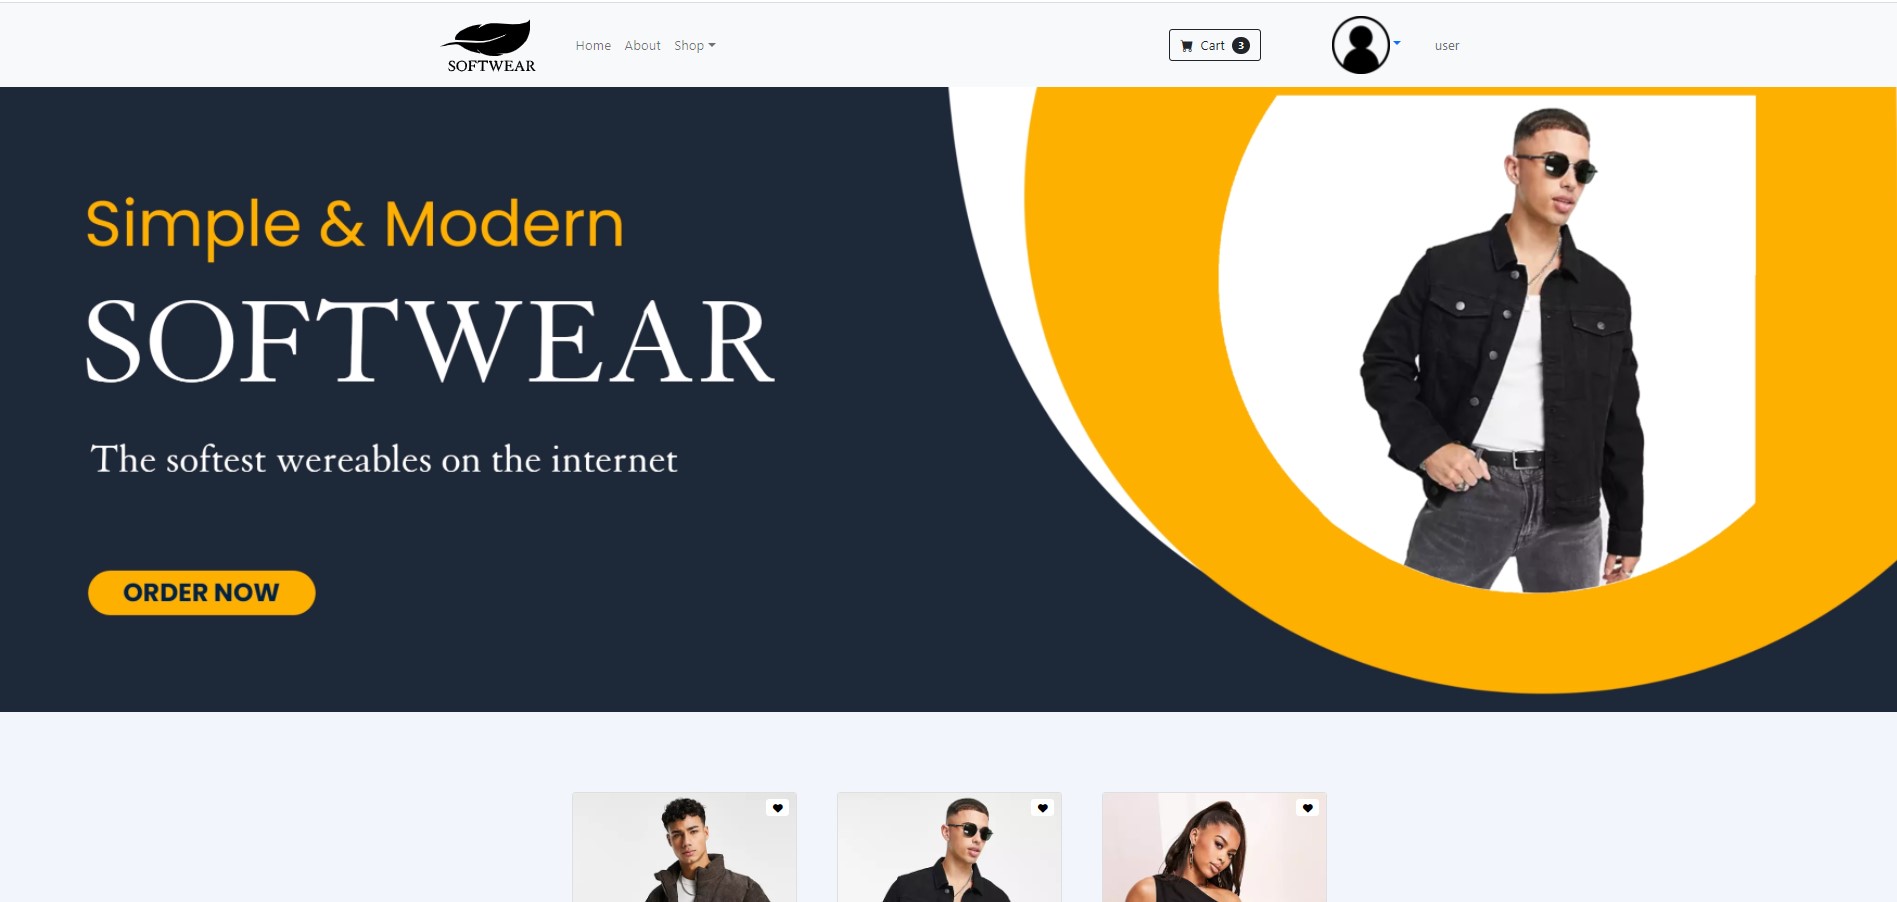 SOFTWEAR
Home About Shop
Cart 3
user
Simple & Modern
SOFTWEAR
The softest wereables on the internet
ORDER NOW